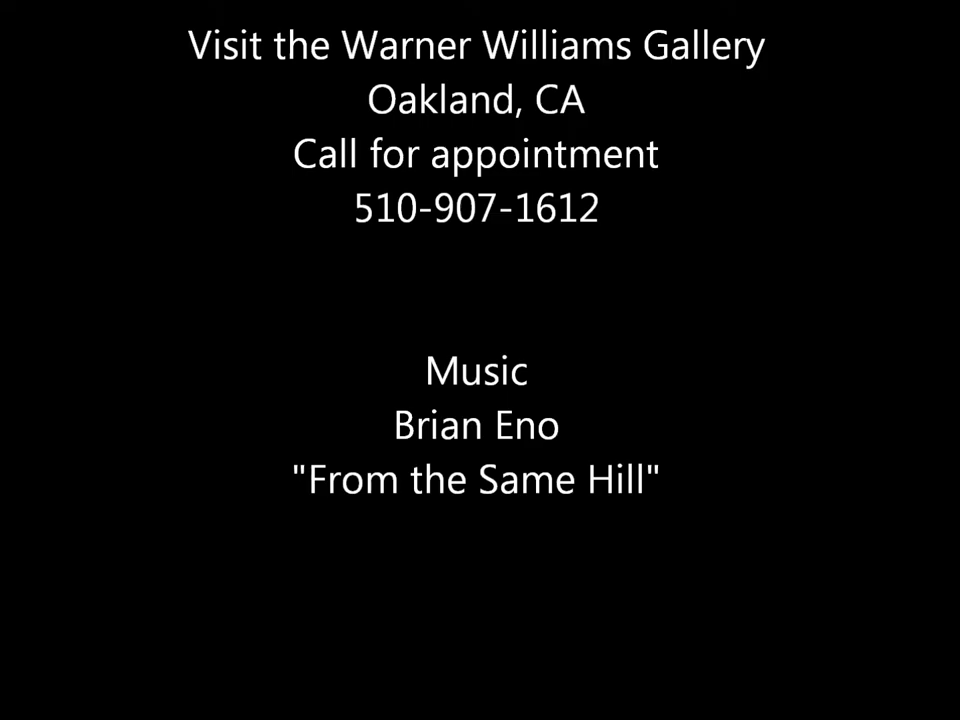 Visit the Warner Williams Gallery
Oakland, CA
Call for appointment
510-907-1612
Music
Brian Eno
"From the Same Hill"